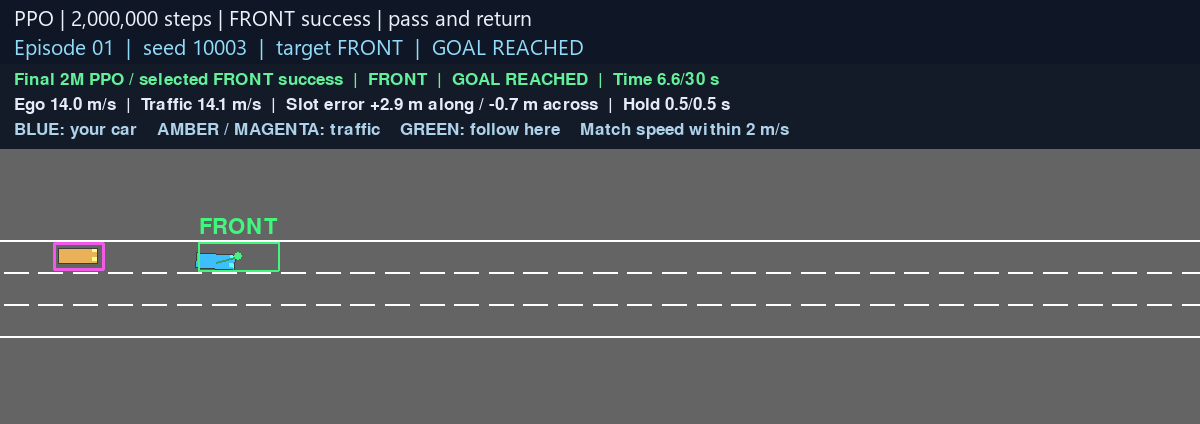 PPO | 2,000,000 steps | FRONT success | pass and return
Episode 01 | seed 10003 | target FRONT | GOAL REACHED
Final 2M PPO / selected FRONT success | FRONT | GOAL REACHED | Time 6.6/30 s
Ego 14.0 m/s | Traffic 14.1 m/s | Slot error +2.9 m along / -0.7 m across | Hold 0.5/0.5 s
BLUE: your car AMBER / MAGENTA: traffic GREEN: follow here Match speed within 2 m/s
FRONT